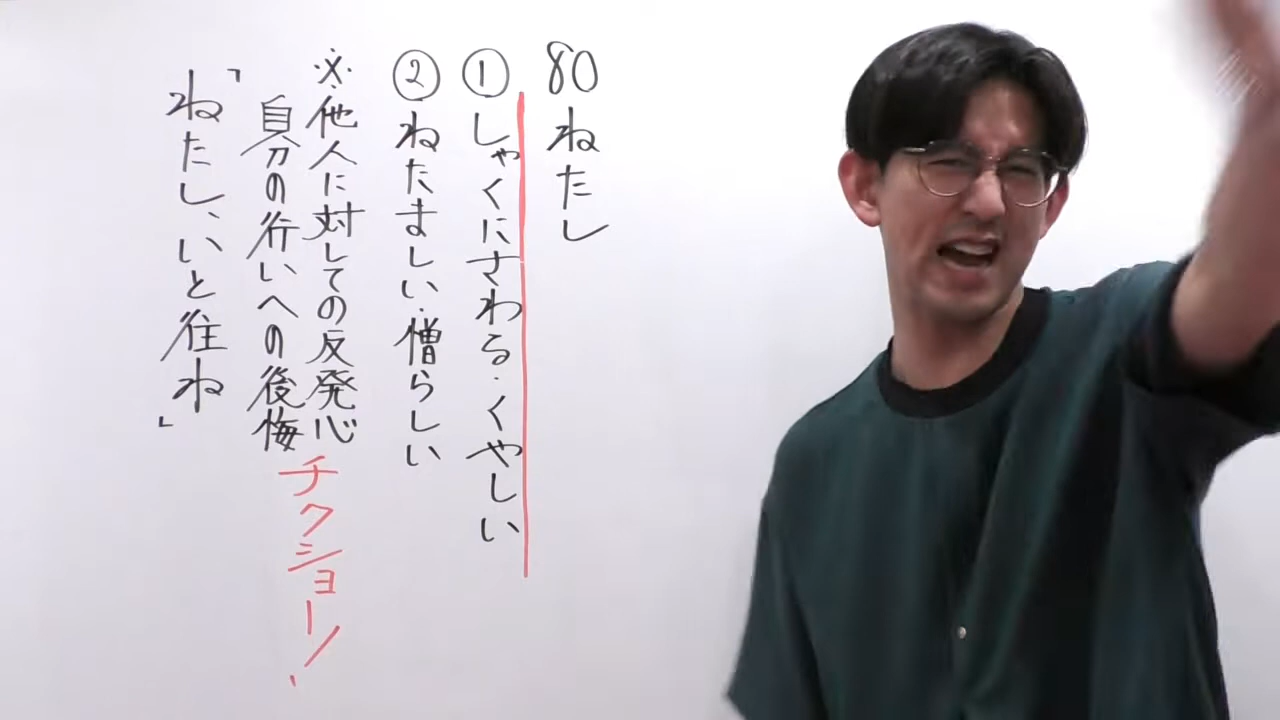 80 ねたし
① しゃくにさわる・くやしい
② ねたましい・憎らしい
※他人に対しての反発心
自分の行いへの後悔
チクショー！
「ねたし、いと往ね」